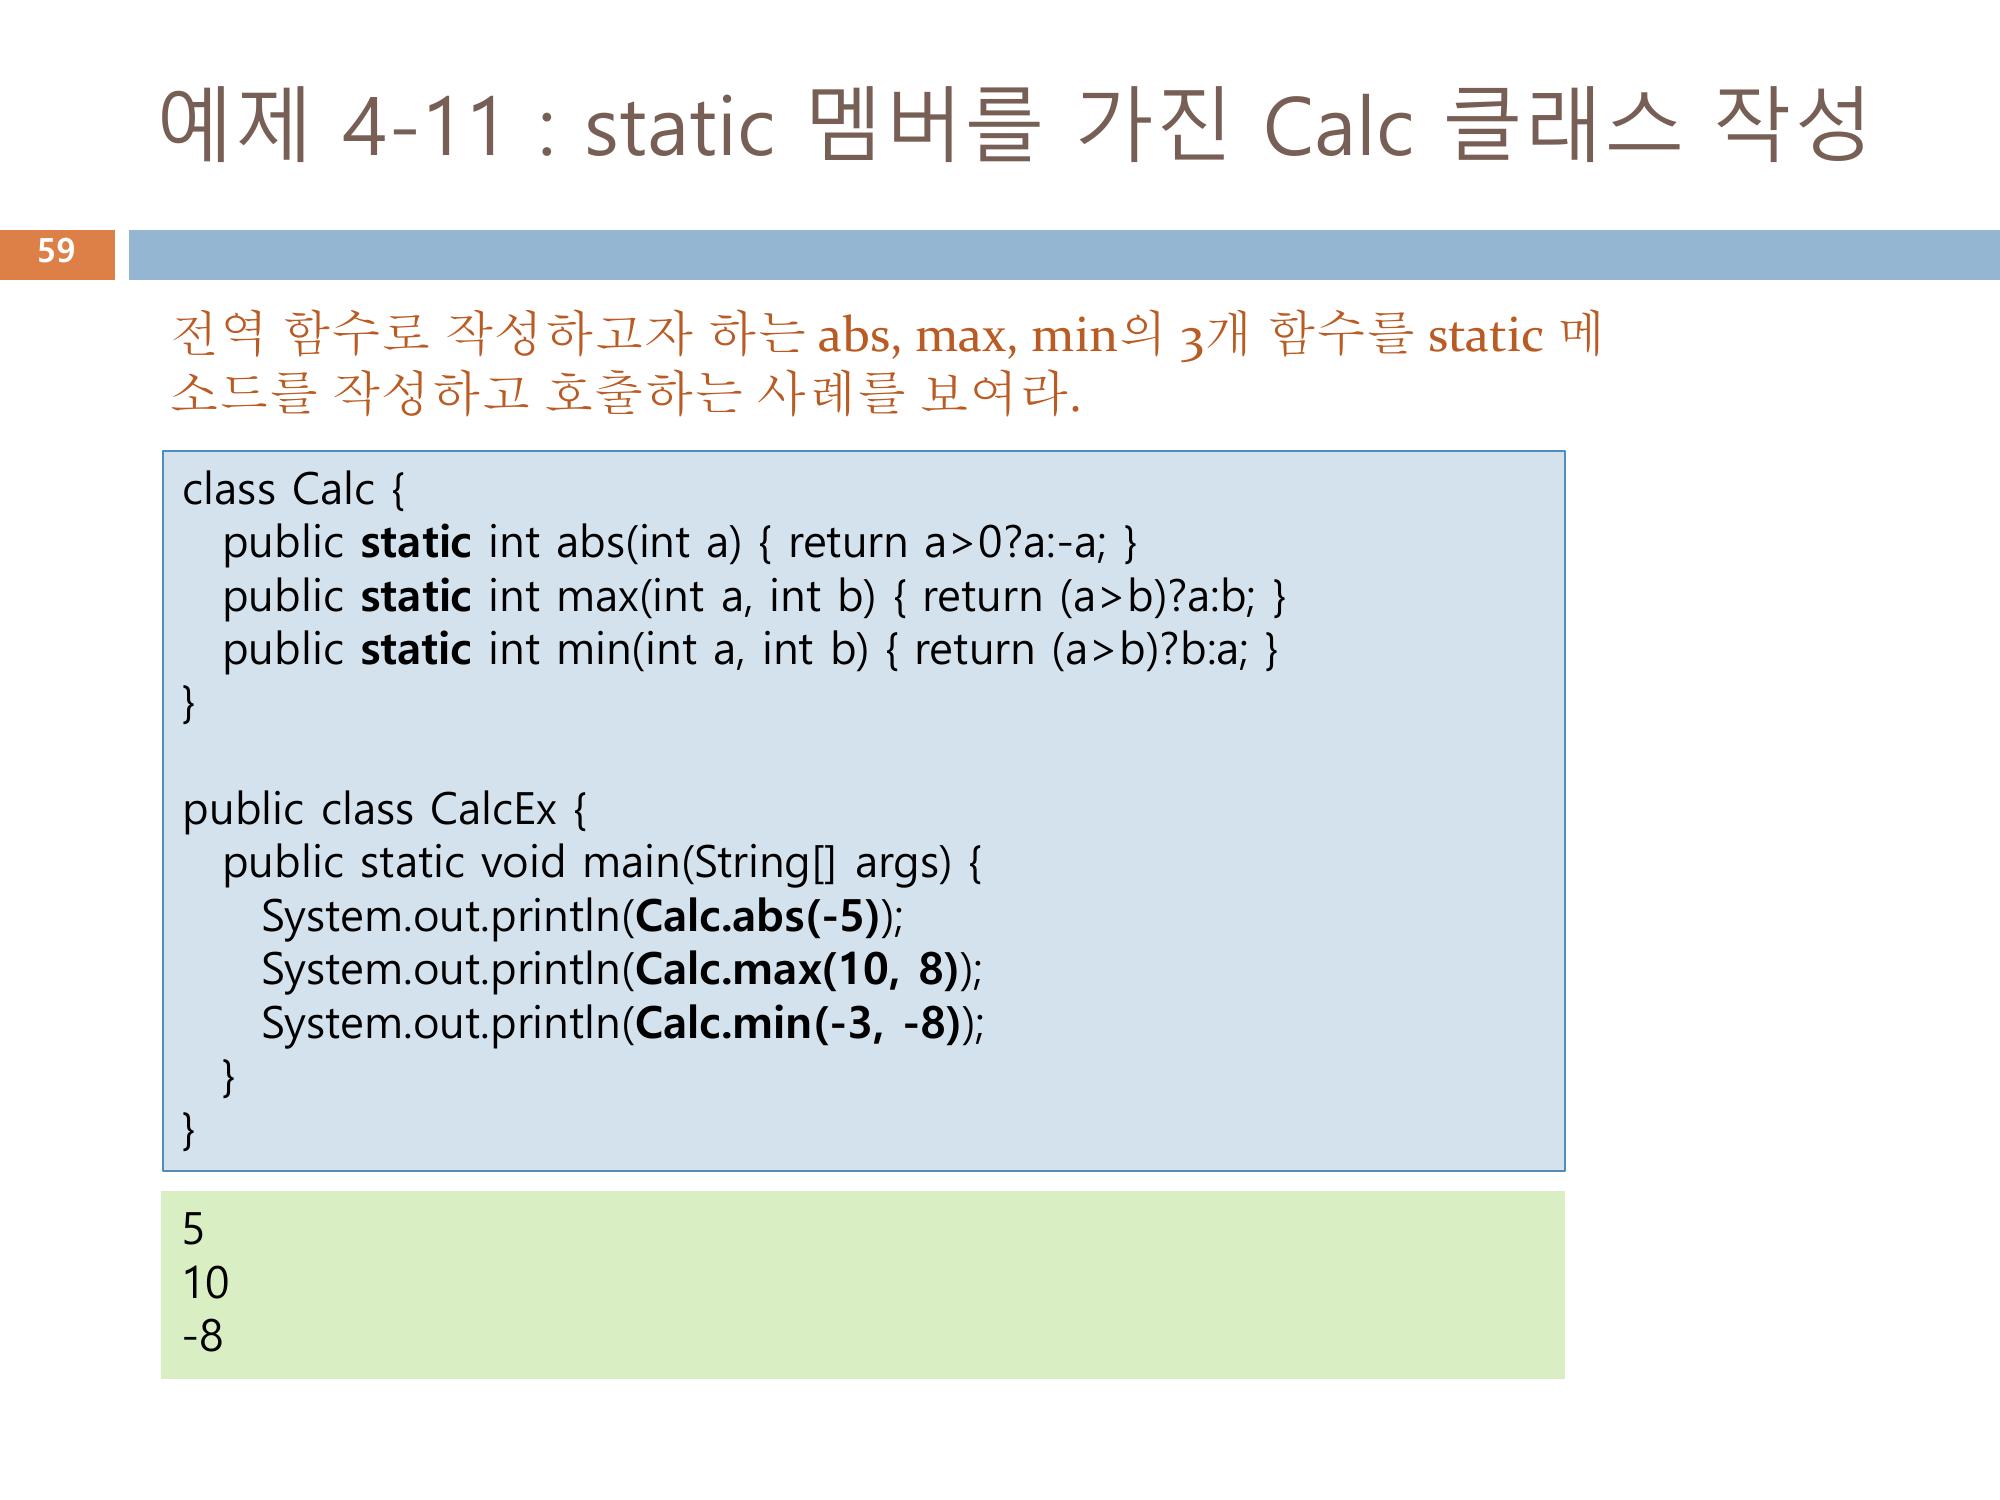 예제 4-11 : static 멤버를 가진 Calc 클래스 작성
59
전역 함수로 작성하고자 하는 abs, max, min의 3개 함수를 static 메
소드를 작성하고 호출하는 사례를 보여라.
class Calc {
public static int abs(int a) { return a>0?a:-a; }
public static int max(int a, int b) { return (a>b)?a:b; }
public static int min(int a, int b) { return (a>b)?b:a; }
}
public class CalcEx {
public static void main(String[] args) {
System.out.println(Calc.abs(-5));
System.out.println(Calc.max(10, 8));
System.out.println(Calc.min(-3, -8));
}
}
5
10
-8